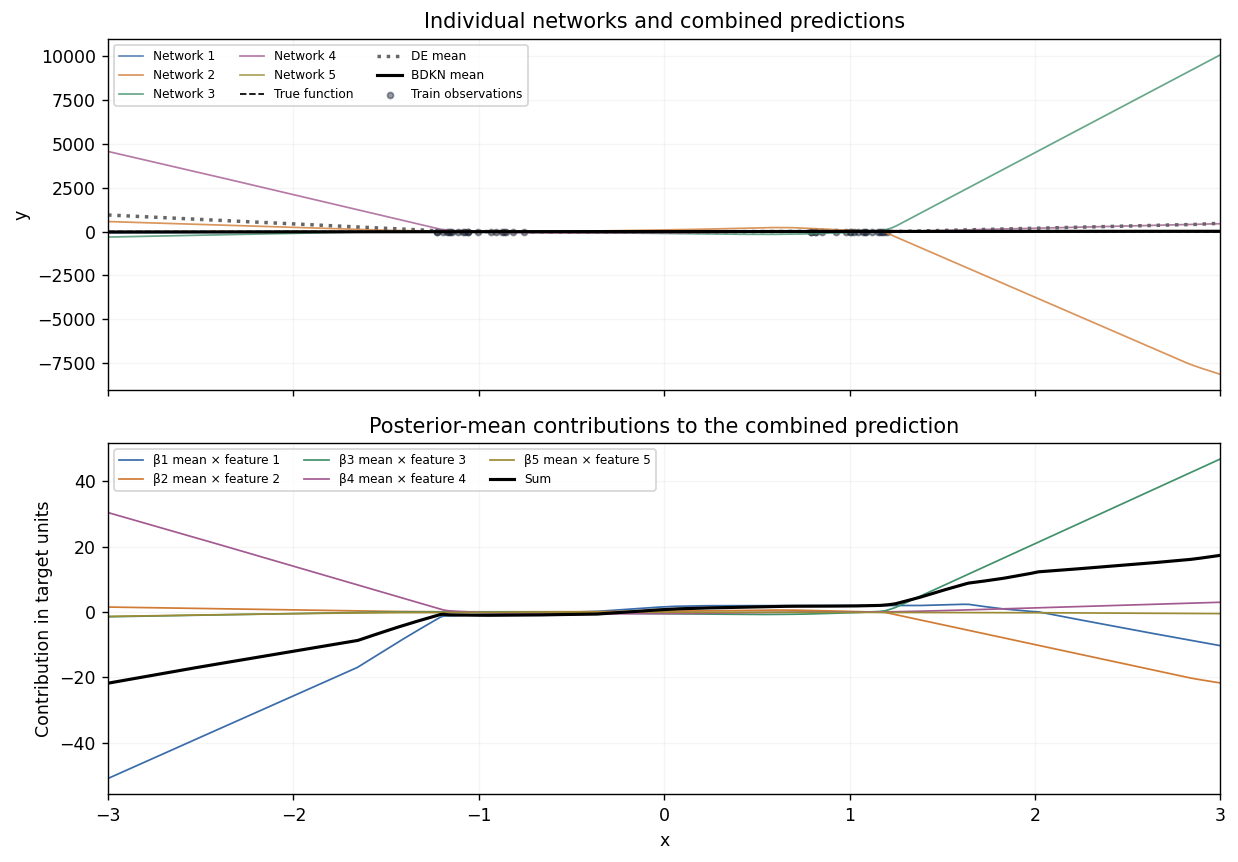 Individual networks and combined predictions
Network 1 Network 4 DE mean
Network 2 Network 5 BDKN mean
Network 3 True function Train observations
10000
7500
5000
2500
0
−2500
−5000
−7500
y
Posterior-mean contributions to the combined prediction
β1 mean × feature 1 β3 mean × feature 3 β5 mean × feature 5
β2 mean × feature 2 β4 mean × feature 4 Sum
40
20
0
−20
−40
Contribution in target units
−3 −2 −1 0 1 2 3
x